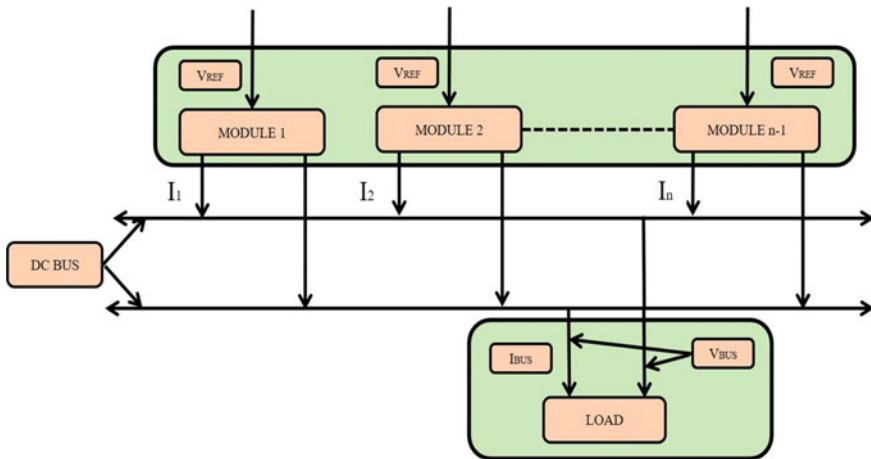 VREF
VREF
VREF
MODULE 1
MODULE 2
MODULE n-1
I1
I2
In
DC BUS
IBUS
VBUS
LOAD